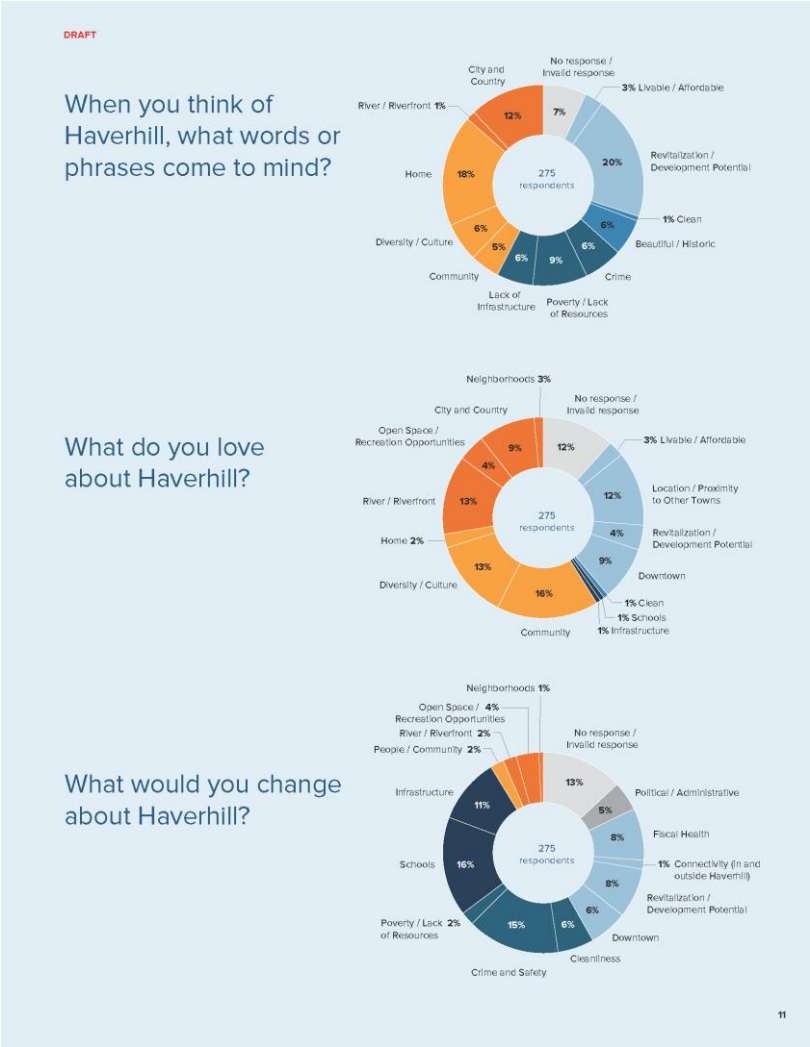 DRAFT
When you think of
Haverhill, what words or
phrases come to mind?
No response /
Invalid response
7%
3% Livable / Affordable
20%
Revitalization /
Development Potential
1% Clean
6%
Beautiful / Historic
6%
Crime
9%
Poverty / Lack
of Resources
6%
Lack of
Infrastructure
5%
Community
6%
Diversity / Culture
18%
Home
River / Riverfront 1%
12%
City and
Country
275
respondents
What do you love
about Haverhill?
Neighborhoods 3%
No response /
Invalid response
12%
3% Livable / Affordable
12%
Location / Proximity
to Other Towns
4%
Revitalization /
Development Potential
9%
Downtown
1% Clean
1% Schools
1% Infrastructure
16%
Community
13%
Diversity / Culture
Home 2%
13%
River / Riverfront
4%
Open Space /
Recreation Opportunities
9%
City and Country
275
respondents
What would you change
about Haverhill?
Neighborhoods 1%
No response /
Invalid response
13%
5%
Political / Administrative
8%
Fiscal Health
1% Connectivity (in and
outside Haverhill)
8%
Revitalization /
Development Potential
6%
Downtown
6%
Cleanliness
15%
Crime and Safety
Poverty / Lack 2%
of Resources
16%
Schools
11%
Infrastructure
People / Community 2%
River / Riverfront 2%
Open Space / 4%
Recreation Opportunities
275
respondents
11